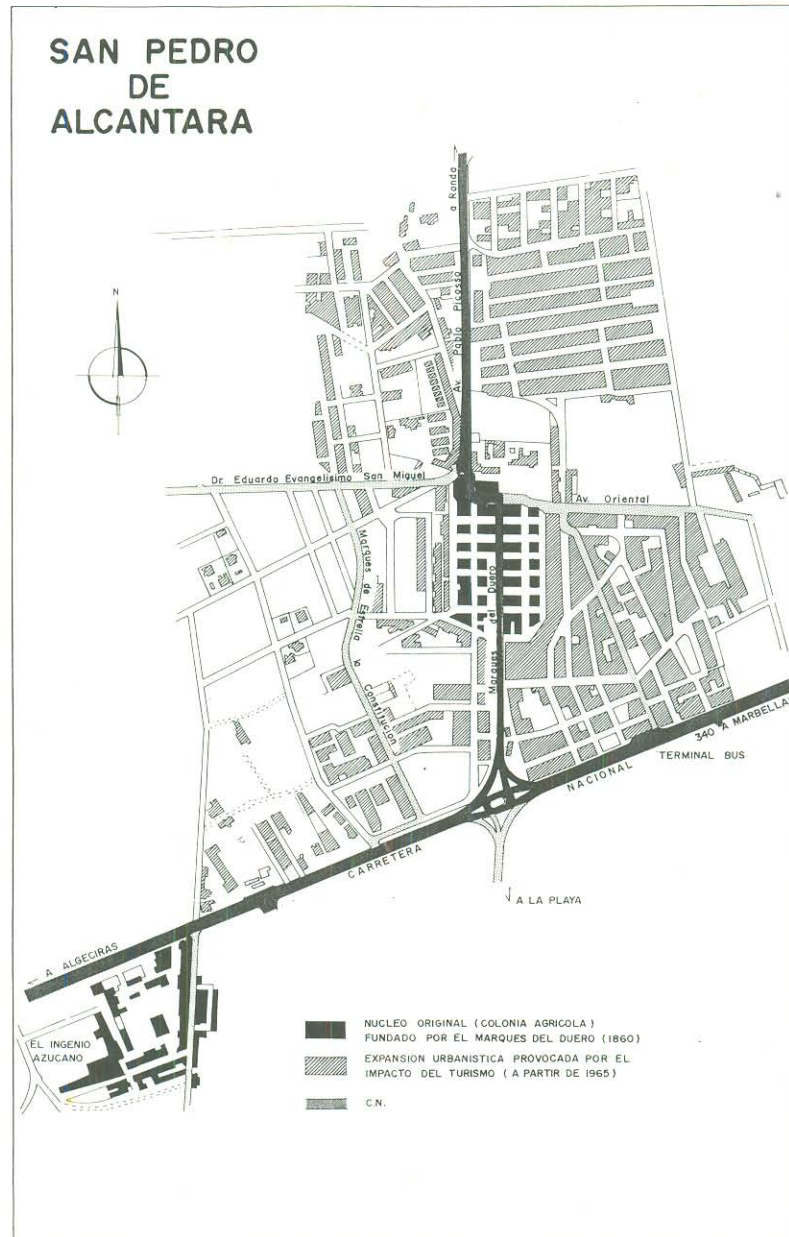 SAN PEDRO
DE
ALCANTARA
a Ronda
Av. Pablo Picasso
N
Dr. Eduardo Evangelisimo San Miguel
Av. Oriental
Marques de Estrella
Marques del Duero
Constitucion
340 A MARBELLA
TERMINAL BUS
NACIONAL
CARRETERA
A LA PLAYA
A ALGECIRAS
EL INGENIO
AZUCANO
NUCLEO ORIGINAL (COLONIA AGRICOLA)
FUNDADO POR EL MARQUES DEL DUERO (1860)
EXPANSION URBANISTICA PROVOCADA POR EL
IMPACTO DEL TURISMO (A PARTIR DE 1965)
C.N.